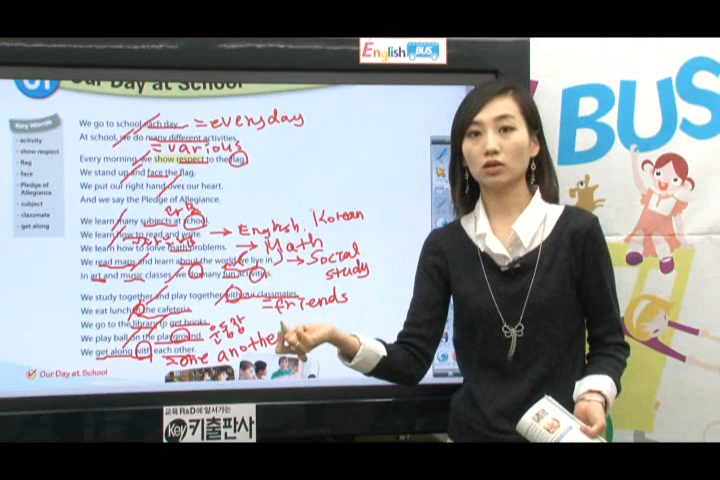 English BUS
01 Our Day at School
BUS
Key Words
activity
show respect
flag
face
Pledge of Allegiance
subject
classmate
get along
We go to school each day. = everyday
At school, we do many different activities.
= various
Every morning, we show respect to the flag.
We stand up and face the flag.
We put our right hand over our heart.
And we say the Pledge of Allegiance.
We learn many subjects at school.
We learn how to read and write. → English. Korean
We learn how to solve math problems. → Math
We read maps and learn about the world we live in. → Social study
In art and music classes, we do many fun activities.
We study together and play together with our classmates.
= friends
We eat lunch in the cafeteria.
We go to the library to get books.
We play ball on the playground. 운동장
We get along with each other.
= one another
Our Day at School
교육 R&D에 앞서가는
Key 키출판사